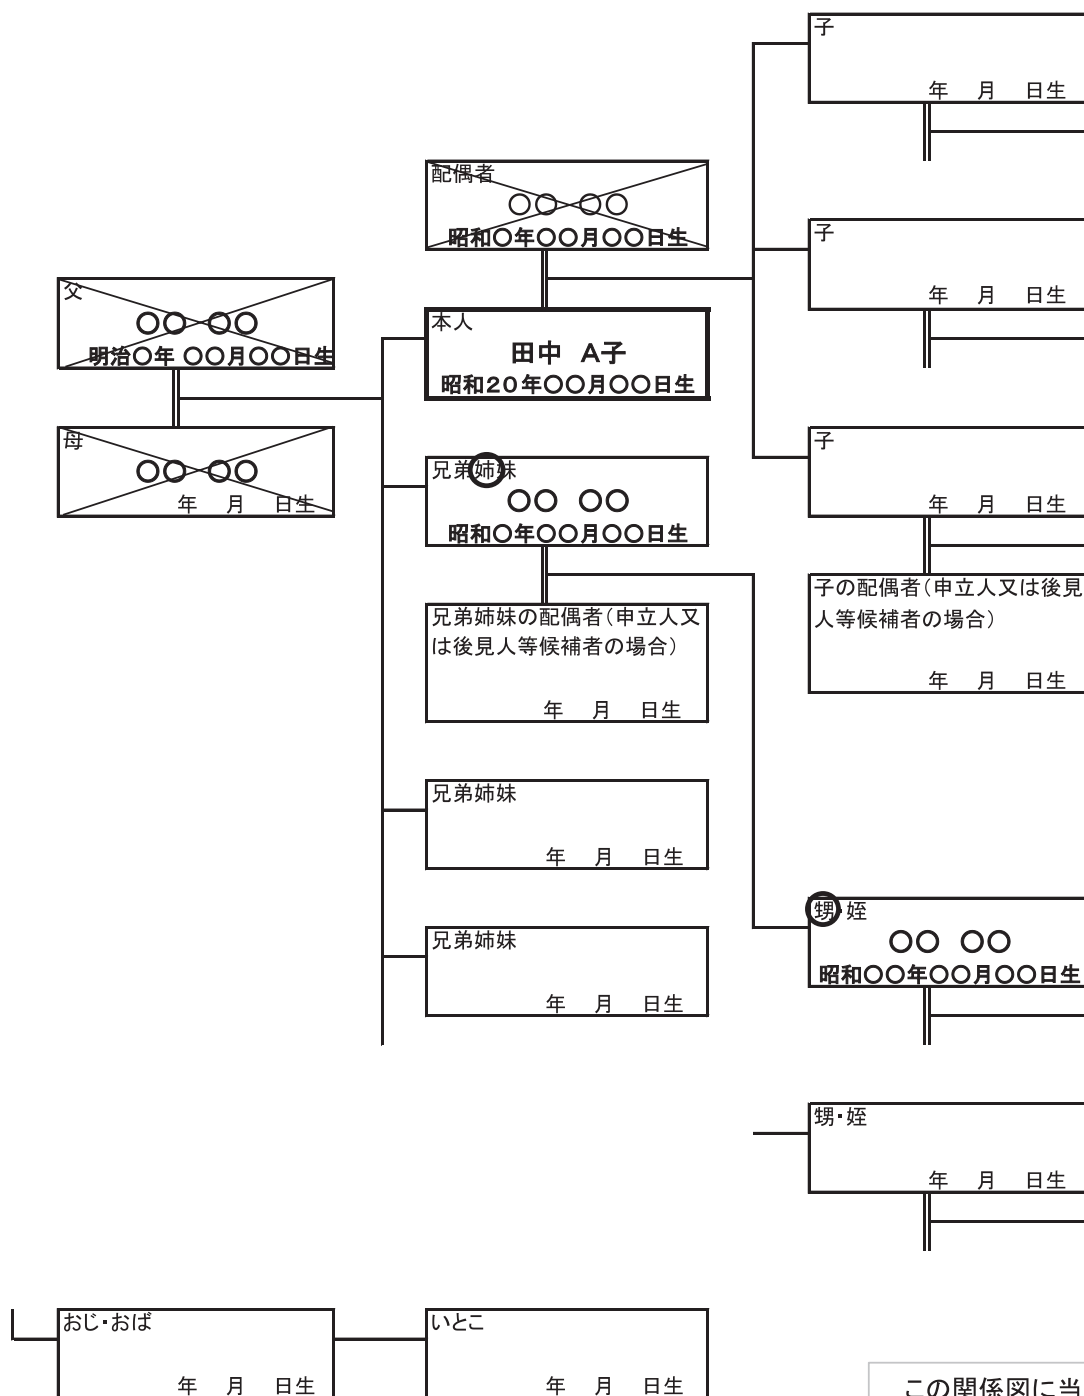 子
年 月 日生
配偶者
○○ ○○
昭和○年○○月○○日生
子
年 月 日生
父
○○ ○○
明治○年 ○○月○○日生
本人
田中 A子
昭和20年○○月○○日生
母
○○ ○○
年 月 日生
子
年 月 日生
兄弟姉妹
○○ ○○
昭和○年○○月○○日生
兄弟姉妹の配偶者(申立人又
は後見人等候補者の場合)
年 月 日生
子の配偶者(申立人又は後見
人等候補者の場合)
年 月 日生
兄弟姉妹
年 月 日生
兄弟姉妹
年 月 日生
甥・姪
○○ ○○
昭和○○年○○月○○日生
甥・姪
年 月 日生
おじ・おば
年 月 日生
いとこ
年 月 日生
この関係図に当